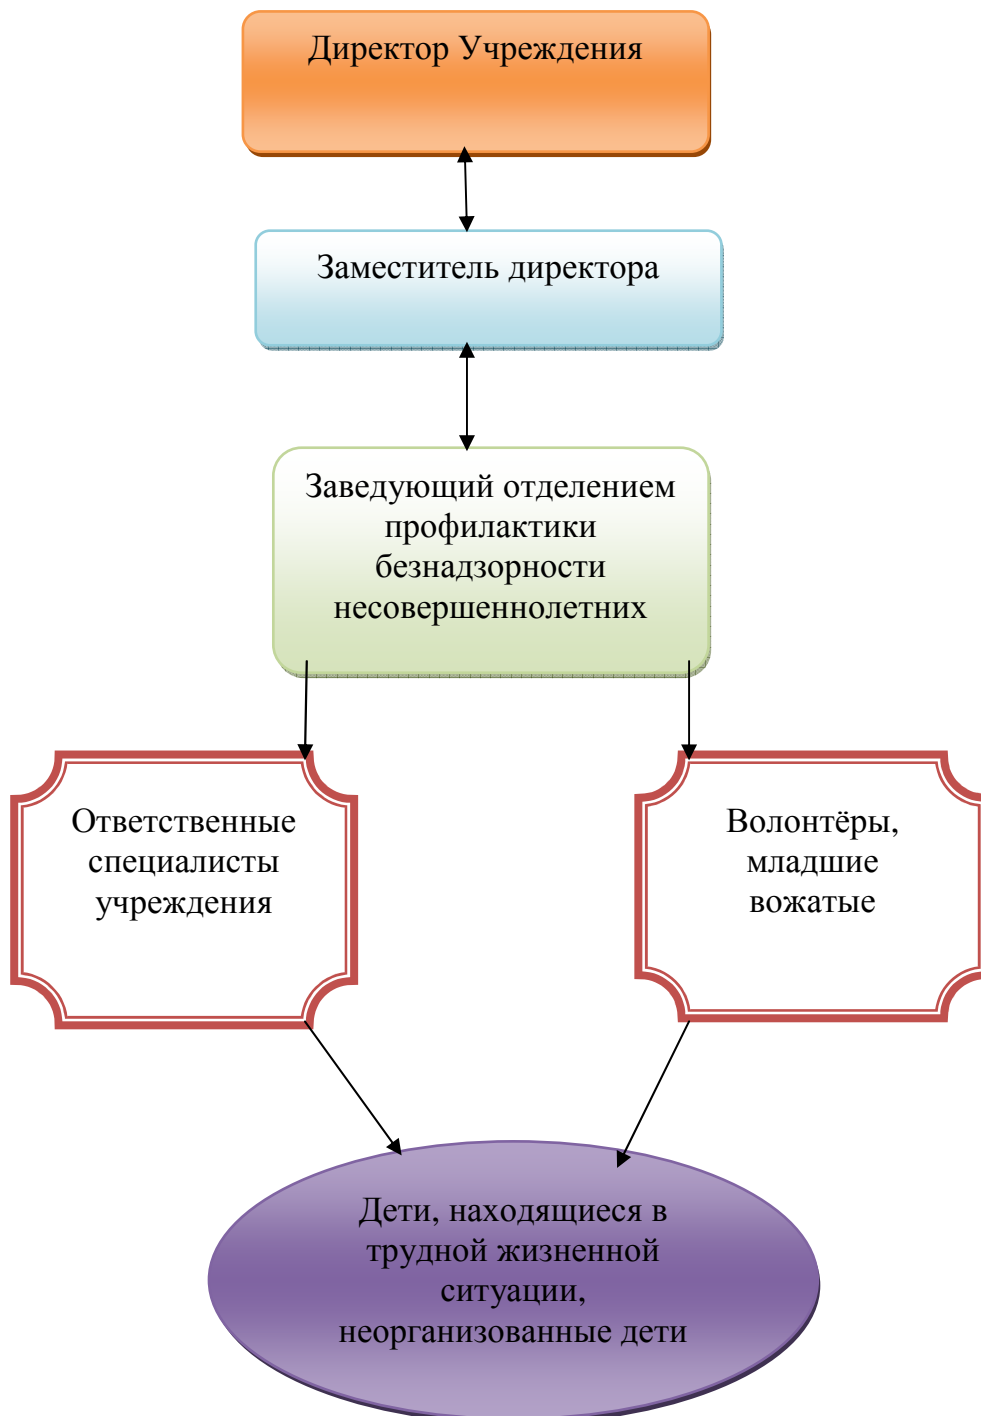 Директор Учреждения
Заместитель директора
Заведующий отделением
профилактики
безнадзорности
несовершеннолетних
Ответственные
специалисты
учреждения
Волонтёры,
младшие
вожатые
Дети, находящиеся в
трудной жизненной
ситуации,
неорганизованные дети